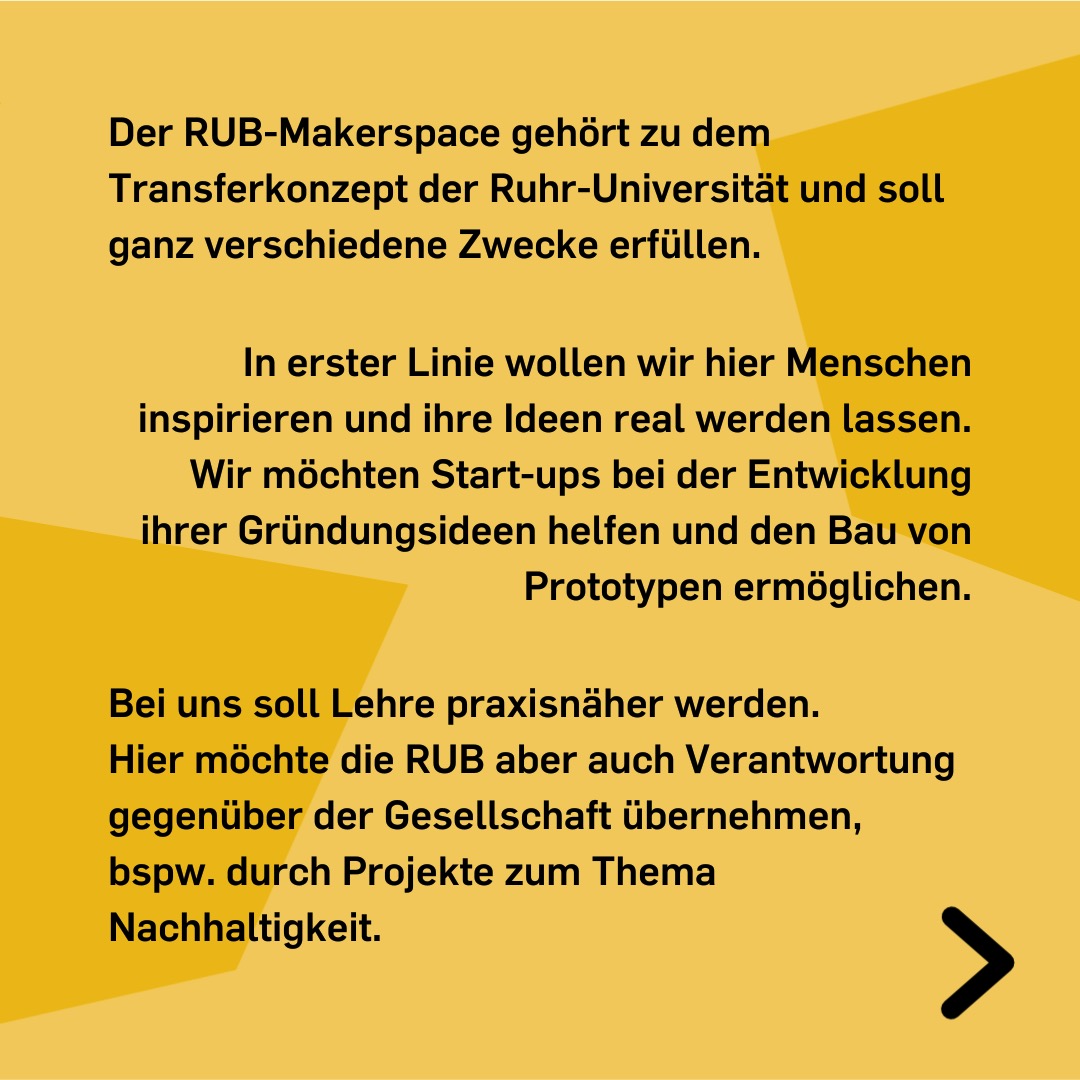 Der RUB-Makerspace gehört zu dem
Transferkonzept der Ruhr-Universität und soll
ganz verschiedene Zwecke erfüllen.
In erster Linie wollen wir hier Menschen
inspirieren und ihre Ideen real werden lassen.
Wir möchten Start-ups bei der Entwicklung
ihrer Gründungsideen helfen und den Bau von
Prototypen ermöglichen.
Bei uns soll Lehre praxisnäher werden.
Hier möchte die RUB aber auch Verantwortung
gegenüber der Gesellschaft übernehmen,
bspw. durch Projekte zum Thema
Nachhaltigkeit.